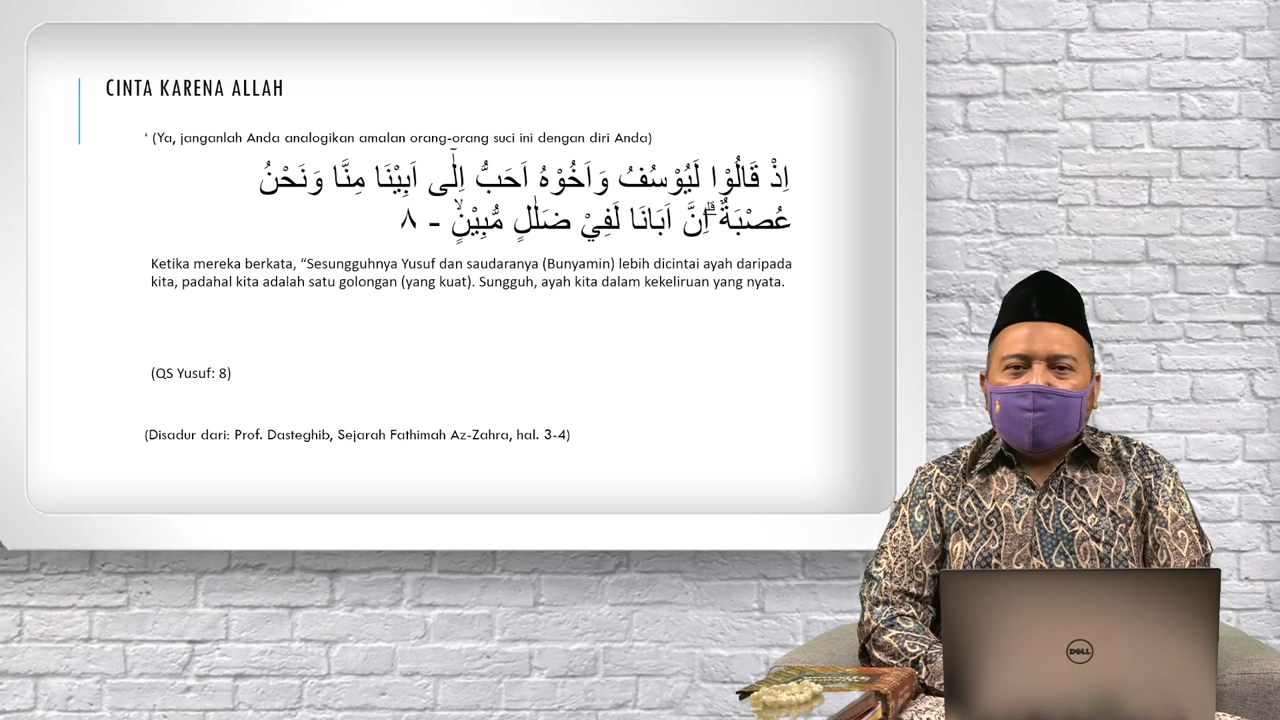 CINTA KARENA ALLAH
‘ (Ya, janganlah Anda analogikan amalan orang-orang suci ini dengan diri Anda)
اِذْ قَالُوْا لَيُوْسُفُ وَاَخُوْهُ اَحَبُّ اِلٰٓى اَبِيْنَا مِنَّا وَنَحْنُ
عُصْبَةٌ ۗاِنَّ اَبَانَا لَفِيْ ضَلٰلٍ مُّبِيْنٍۙ - ٨
Ketika mereka berkata, “Sesungguhnya Yusuf dan saudaranya (Bunyamin) lebih dicintai ayah daripada
kita, padahal kita adalah satu golongan (yang kuat). Sungguh, ayah kita dalam kekeliruan yang nyata.
(QS Yusuf: 8)
(Disadur dari: Prof. Dasteghib, Sejarah Fathimah Az-Zahra, hal. 3-4)
DELL